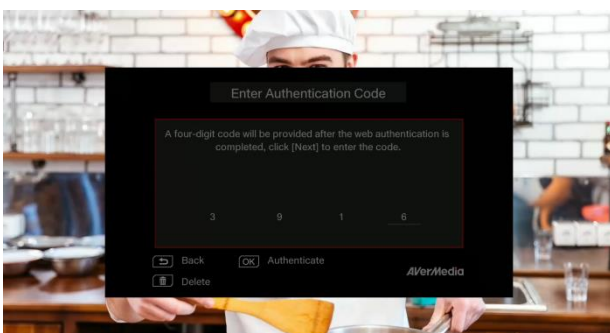 Enter Authentication Code
A four-digit code will be provided after the web authentication is
completed, click [Next] to enter the code.
3 9 1 6
Back OK Authenticate
Delete
AVerMedia